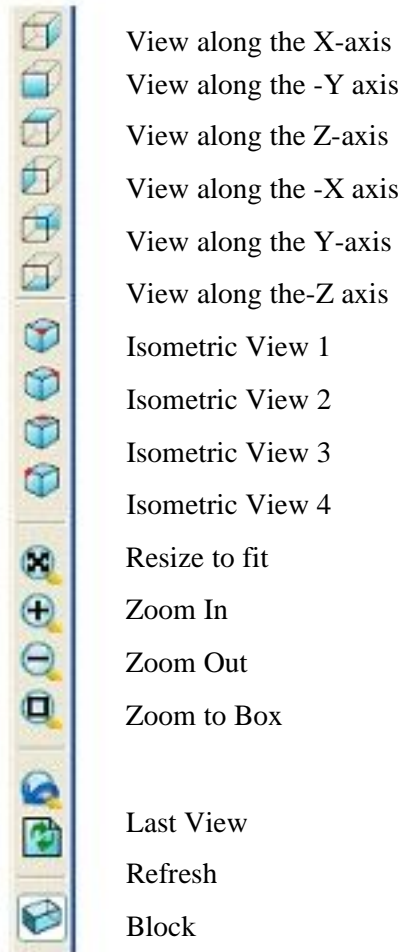 View along the X-axis
View along the -Y axis
View along the Z-axis
View along the -X axis
View along the Y-axis
View along the-Z axis
Isometric View 1
Isometric View 2
Isometric View 3
Isometric View 4
Resize to fit
Zoom In
Zoom Out
Zoom to Box
Last View
Refresh
Block